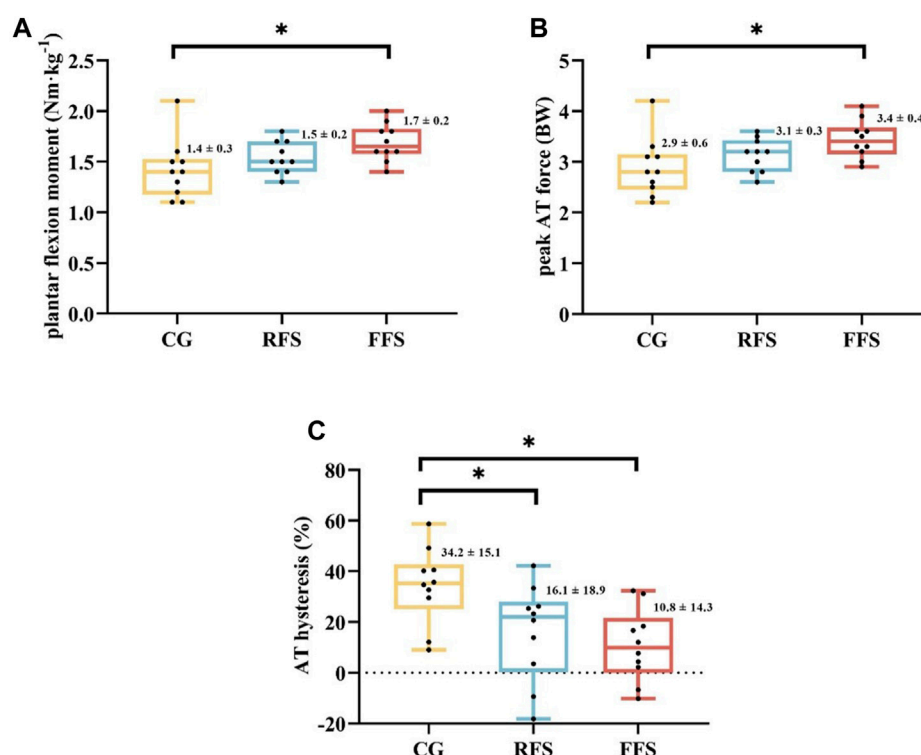 A
*
plantar flexion moment (Nm·kg⁻¹)
2.5
2.0
1.5
1.0
0.5
0.0
1.4 ± 0.3
1.5 ± 0.2
1.7 ± 0.2
CG RFS FFS
B
*
peak AT force (BW)
5
4
3
2
1
0
2.9 ± 0.6
3.1 ± 0.3
3.4 ± 0.4
CG RFS FFS
C
*
*
AT hysteresis (%)
80
60
40
20
0
-20
34.2 ± 15.1
16.1 ± 18.9
10.8 ± 14.3
CG RFS FFS